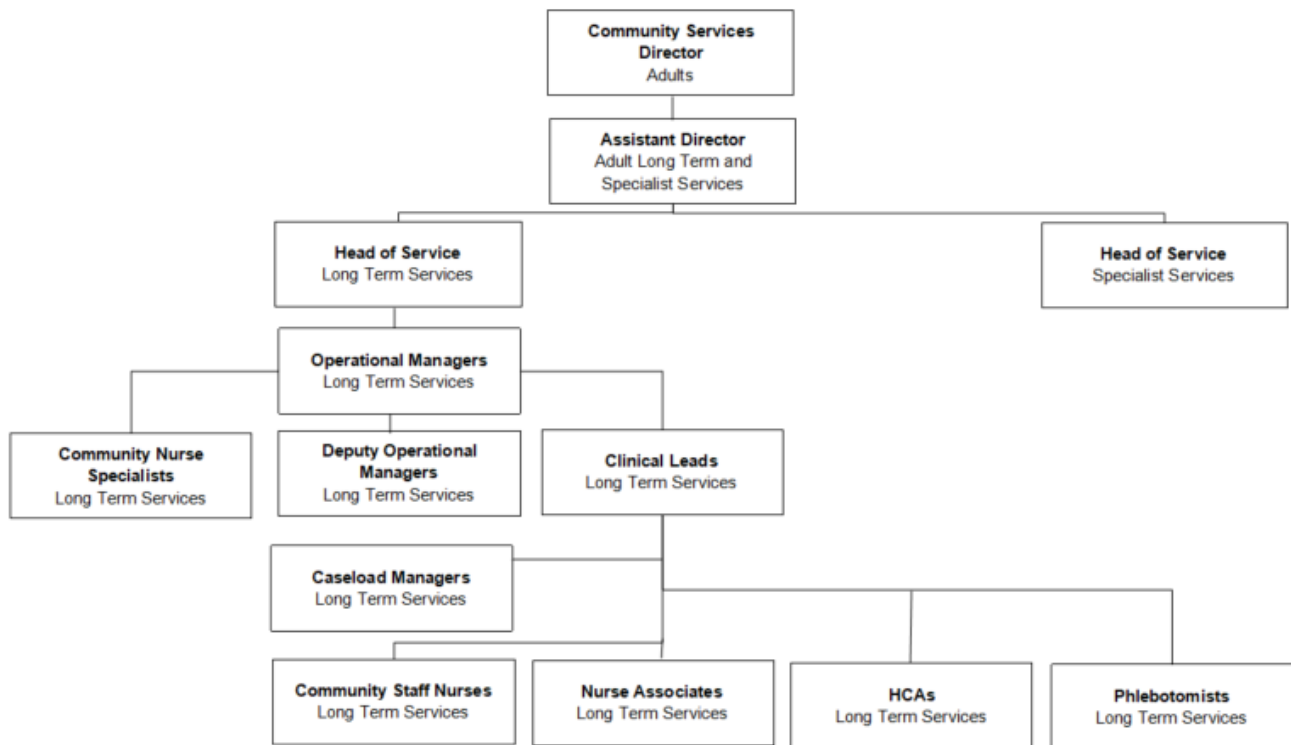 Community Services
Director
Adults
Assistant Director
Adult Long Term and
Specialist Services
Head of Service
Long Term Services
Head of Service
Specialist Services
Operational Managers
Long Term Services
Community Nurse
Specialists
Long Term Services
Deputy Operational
Managers
Long Term Services
Clinical Leads
Long Term Services
Caseload Managers
Long Term Services
Community Staff Nurses
Long Term Services
Nurse Associates
Long Term Services
HCAs
Long Term Services
Phlebotomists
Long Term Services